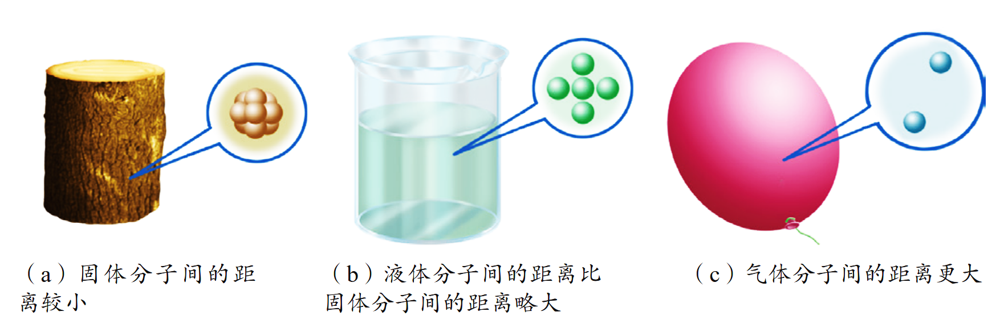 （a）固体分子间的距
离较小
（b）液体分子间的距离比
固体分子间的距离略大
（c）气体分子间的距离更大